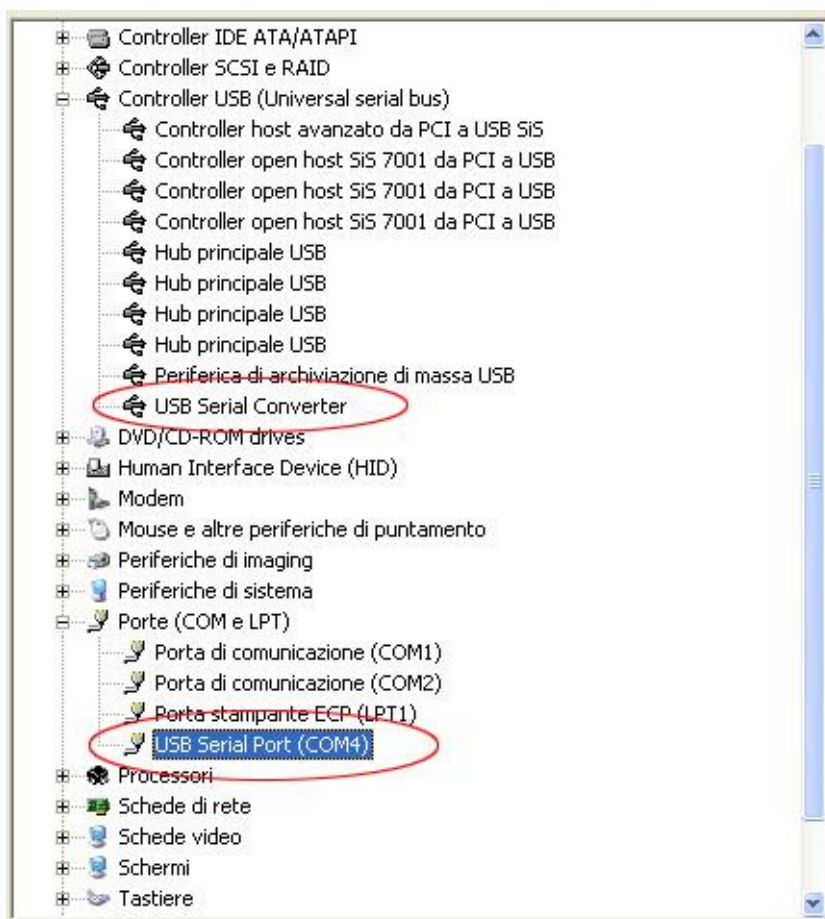 Controller IDE ATA/ATAPI
Controller SCSI e RAID
Controller USB (Universal serial bus)
Controller host avanzato da PCI a USB SiS
Controller open host SiS 7001 da PCI a USB
Controller open host SiS 7001 da PCI a USB
Controller open host SiS 7001 da PCI a USB
Hub principale USB
Hub principale USB
Hub principale USB
Hub principale USB
Periferica di archiviazione di massa USB
USB Serial Converter
DVD/CD-ROM drives
Human Interface Device (HID)
Modem
Mouse e altre periferiche di puntamento
Periferiche di imaging
Periferiche di sistema
Porte (COM e LPT)
Porta di comunicazione (COM1)
Porta di comunicazione (COM2)
Porta stampante ECP (LPT1)
USB Serial Port (COM4)
Processori
Schede di rete
Schede video
Schermi
Tastiere